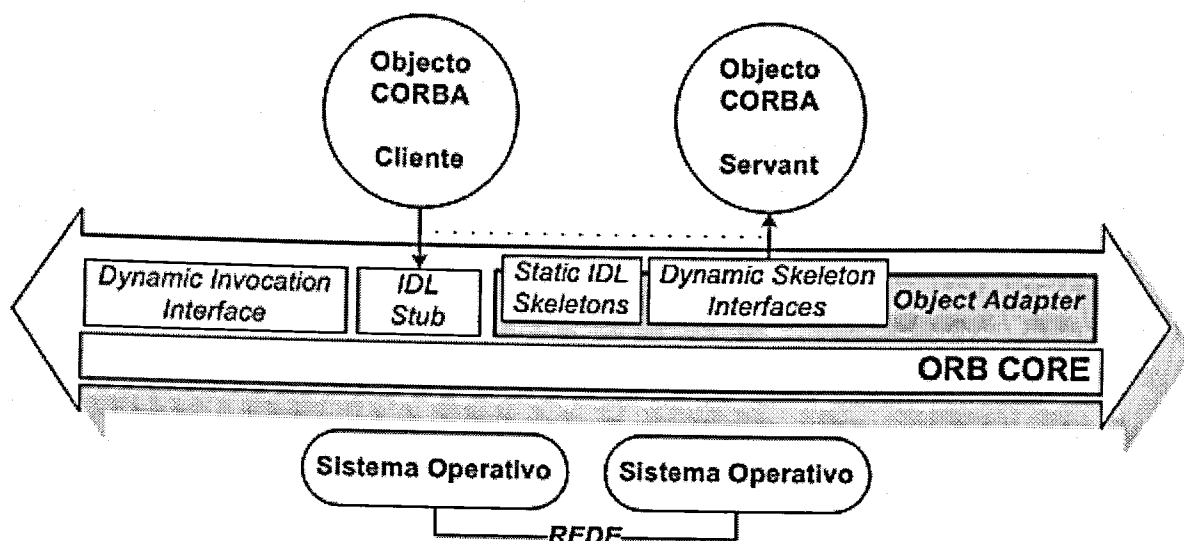 Objecto
CORBA
Cliente
Objecto
CORBA
Servant
Dynamic Invocation
Interface
IDL
Stub
Static IDL
Skeletons
Dynamic Skeleton
Interfaces
Object Adapter
ORB CORE
Sistema Operativo
Sistema Operativo
REDE